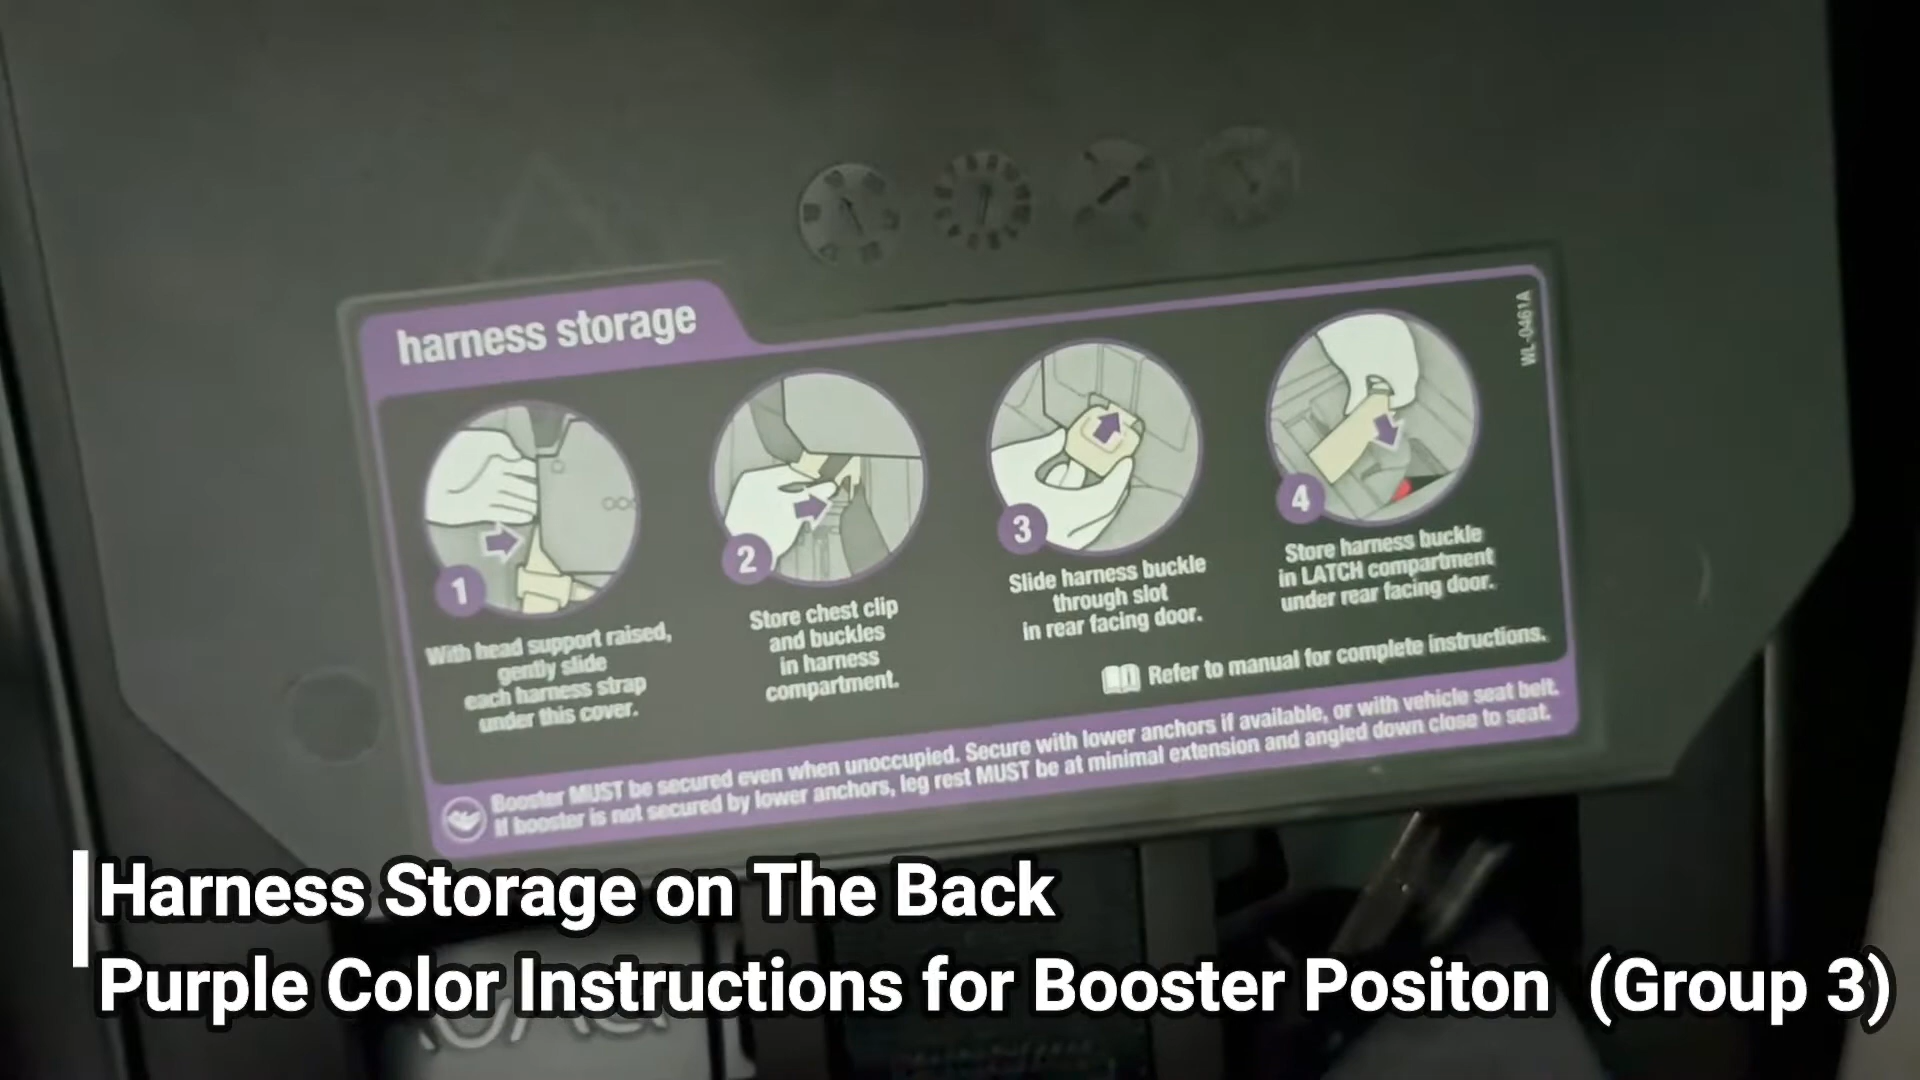 harness storage
WL-0461A
1
With head support raised,
gently slide
each harness strap
under this cover.
2
Store chest clip
and buckles
in harness
compartment.
3
Slide harness buckle
through slot
in rear facing door.
4
Store harness buckle
in LATCH compartment
under rear facing door.
Refer to manual for complete instructions.
Booster MUST be secured even when unoccupied. Secure with lower anchors if available, or with vehicle seat belt.
If booster is not secured by lower anchors, leg rest MUST be at minimal extension and angled down close to seat.
Harness Storage on The Back
Purple Color Instructions for Booster Positon (Group 3)